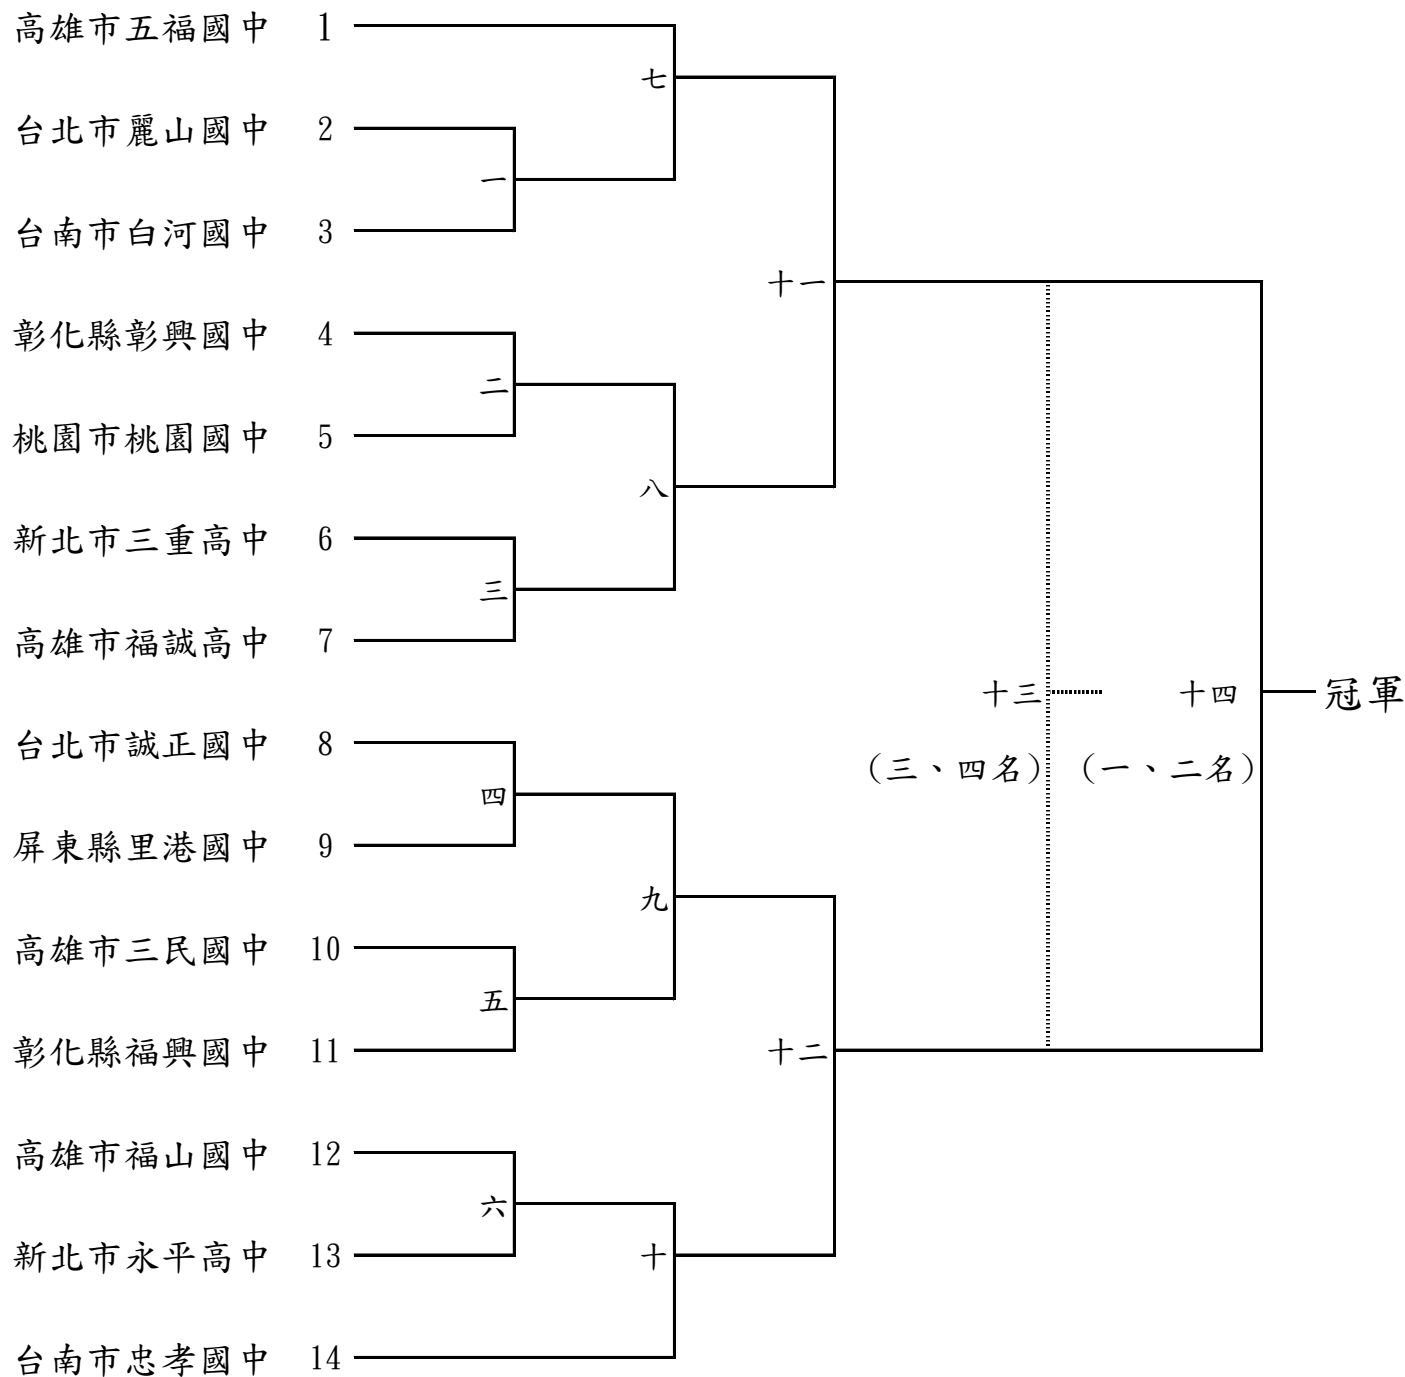 高雄市五福國中 1
七
台北市麗山國中 2
一
台南市白河國中 3
十一
彰化縣彰興國中 4
二
桃園市桃園國中 5
八
新北市三重高中 6
三
高雄市福誠高中 7
十三 十四 冠軍
台北市誠正國中 8
(三、四名) (一、二名)
四
屏東縣里港國中 9
九
高雄市三民國中 10
五
彰化縣福興國中 11
十二
高雄市福山國中 12
六
新北市永平高中 13
十
台南市忠孝國中 14